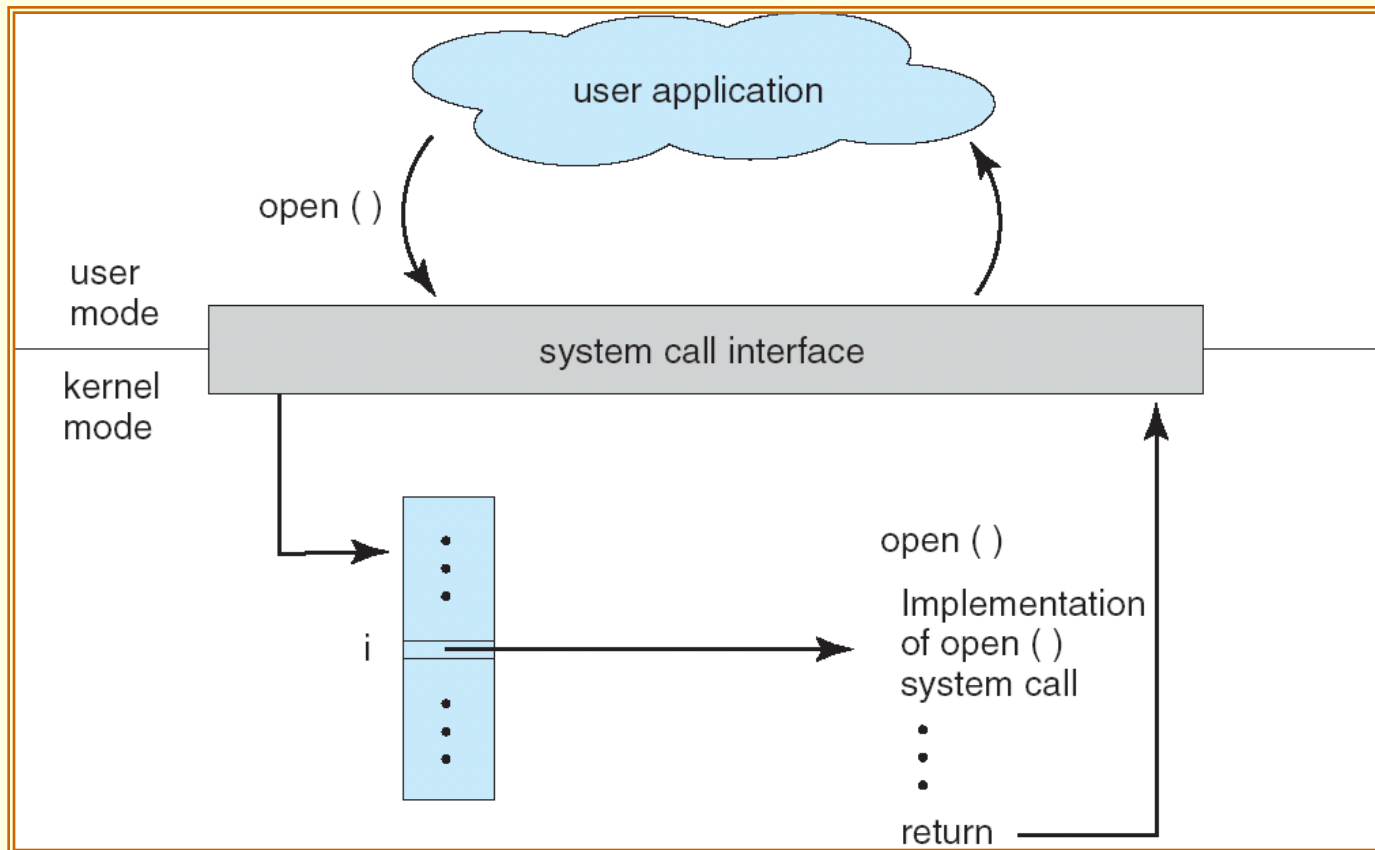 user application
open ( )
user
mode
system call interface
kernel
mode
open ( )
i
Implementation
of open ( )
system call
return